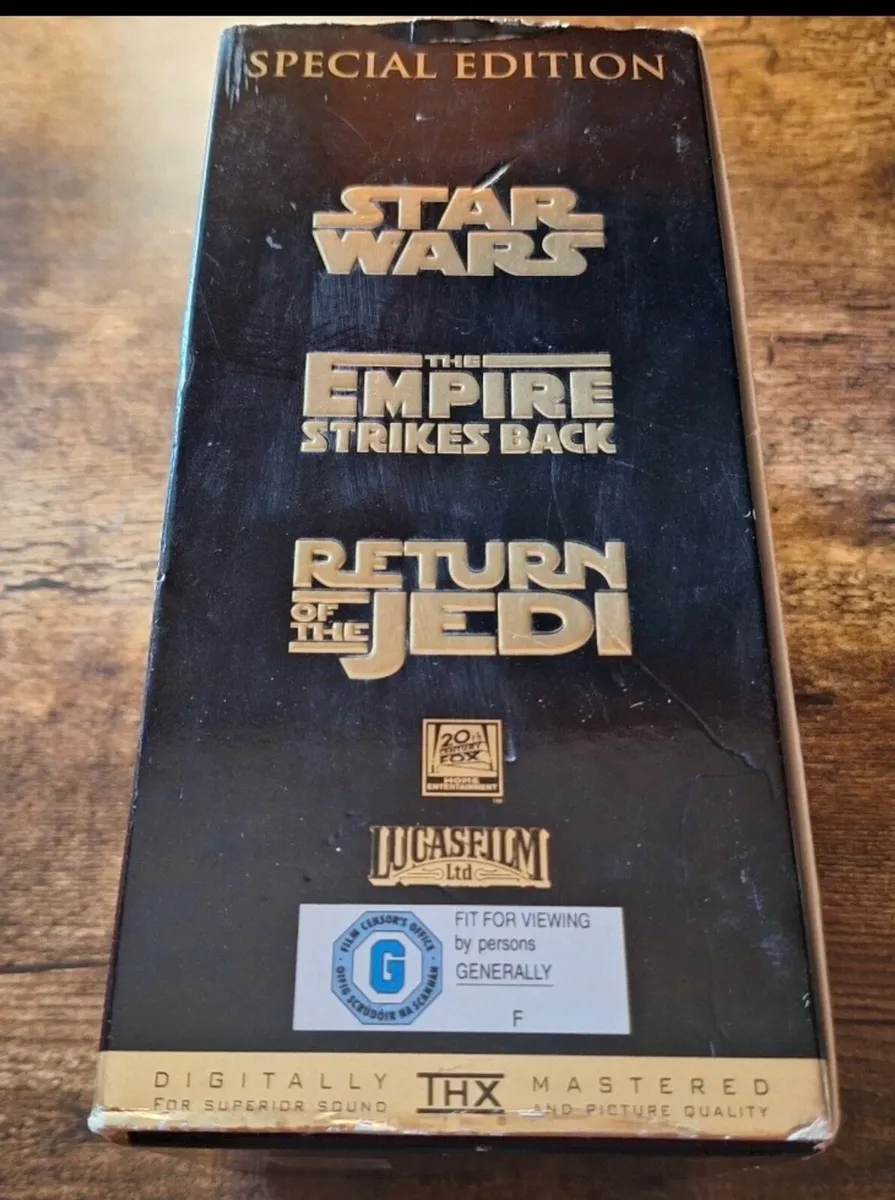 SPECIAL EDITION
STAR
WARS
THE
EMPIRE
STRIKES BACK
RETURN
OF
THE
JEDI
20th
CENTURY
FOX
HOME
ENTERTAINMENT
TM
LUCASFILM
Ltd
FILM CENSOR'S OFFICE
G
OIFIG SCRÚDÓIR NA SCANNÁN
FIT FOR VIEWING
by persons
GENERALLY
F
DIGITALLY THX MASTERED
FOR SUPERIOR SOUND ® AND PICTURE QUALITY